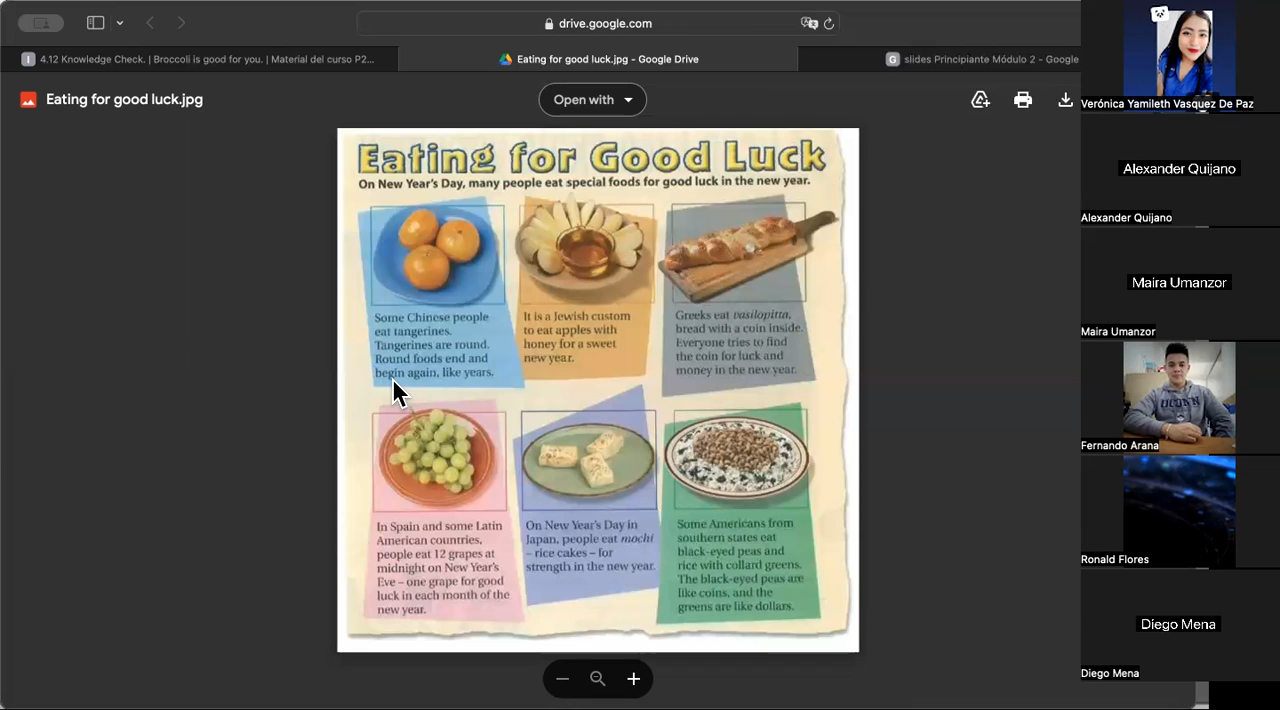 drive.google.com
4.12 Knowledge Check. | Broccoli is good for you. | Material del curso P2...
Eating for good luck.jpg - Google Drive
slides Principiante Módulo 2 - Google
Eating for good luck.jpg
Open with
Eating for Good Luck
On New Year's Day, many people eat special foods for good luck in the new year.
Some Chinese people
eat tangerines.
Tangerines are round.
Round foods end and
begin again, like years.
It is a Jewish custom
to eat apples with
honey for a sweet
new year.
Greeks eat vasilopitta,
bread with a coin inside.
Everyone tries to find
the coin for luck and
money in the new year.
In Spain and some Latin
American countries,
people eat 12 grapes at
midnight on New Year's
Eve – one grape for good
luck in each month of the
new year.
On New Year's Day in
Japan, people eat mochi
– rice cakes – for
strength in the new year.
Some Americans from
southern states eat
black-eyed peas and
rice with collard greens.
The black-eyed peas are
like coins, and the
greens are like dollars.
Verónica Yamileth Vasquez De Paz
Alexander Quijano
Alexander Quijano
Maira Umanzor
Maira Umanzor
UCONN
Fernando Arana
Ronald Flores
Diego Mena
Diego Mena